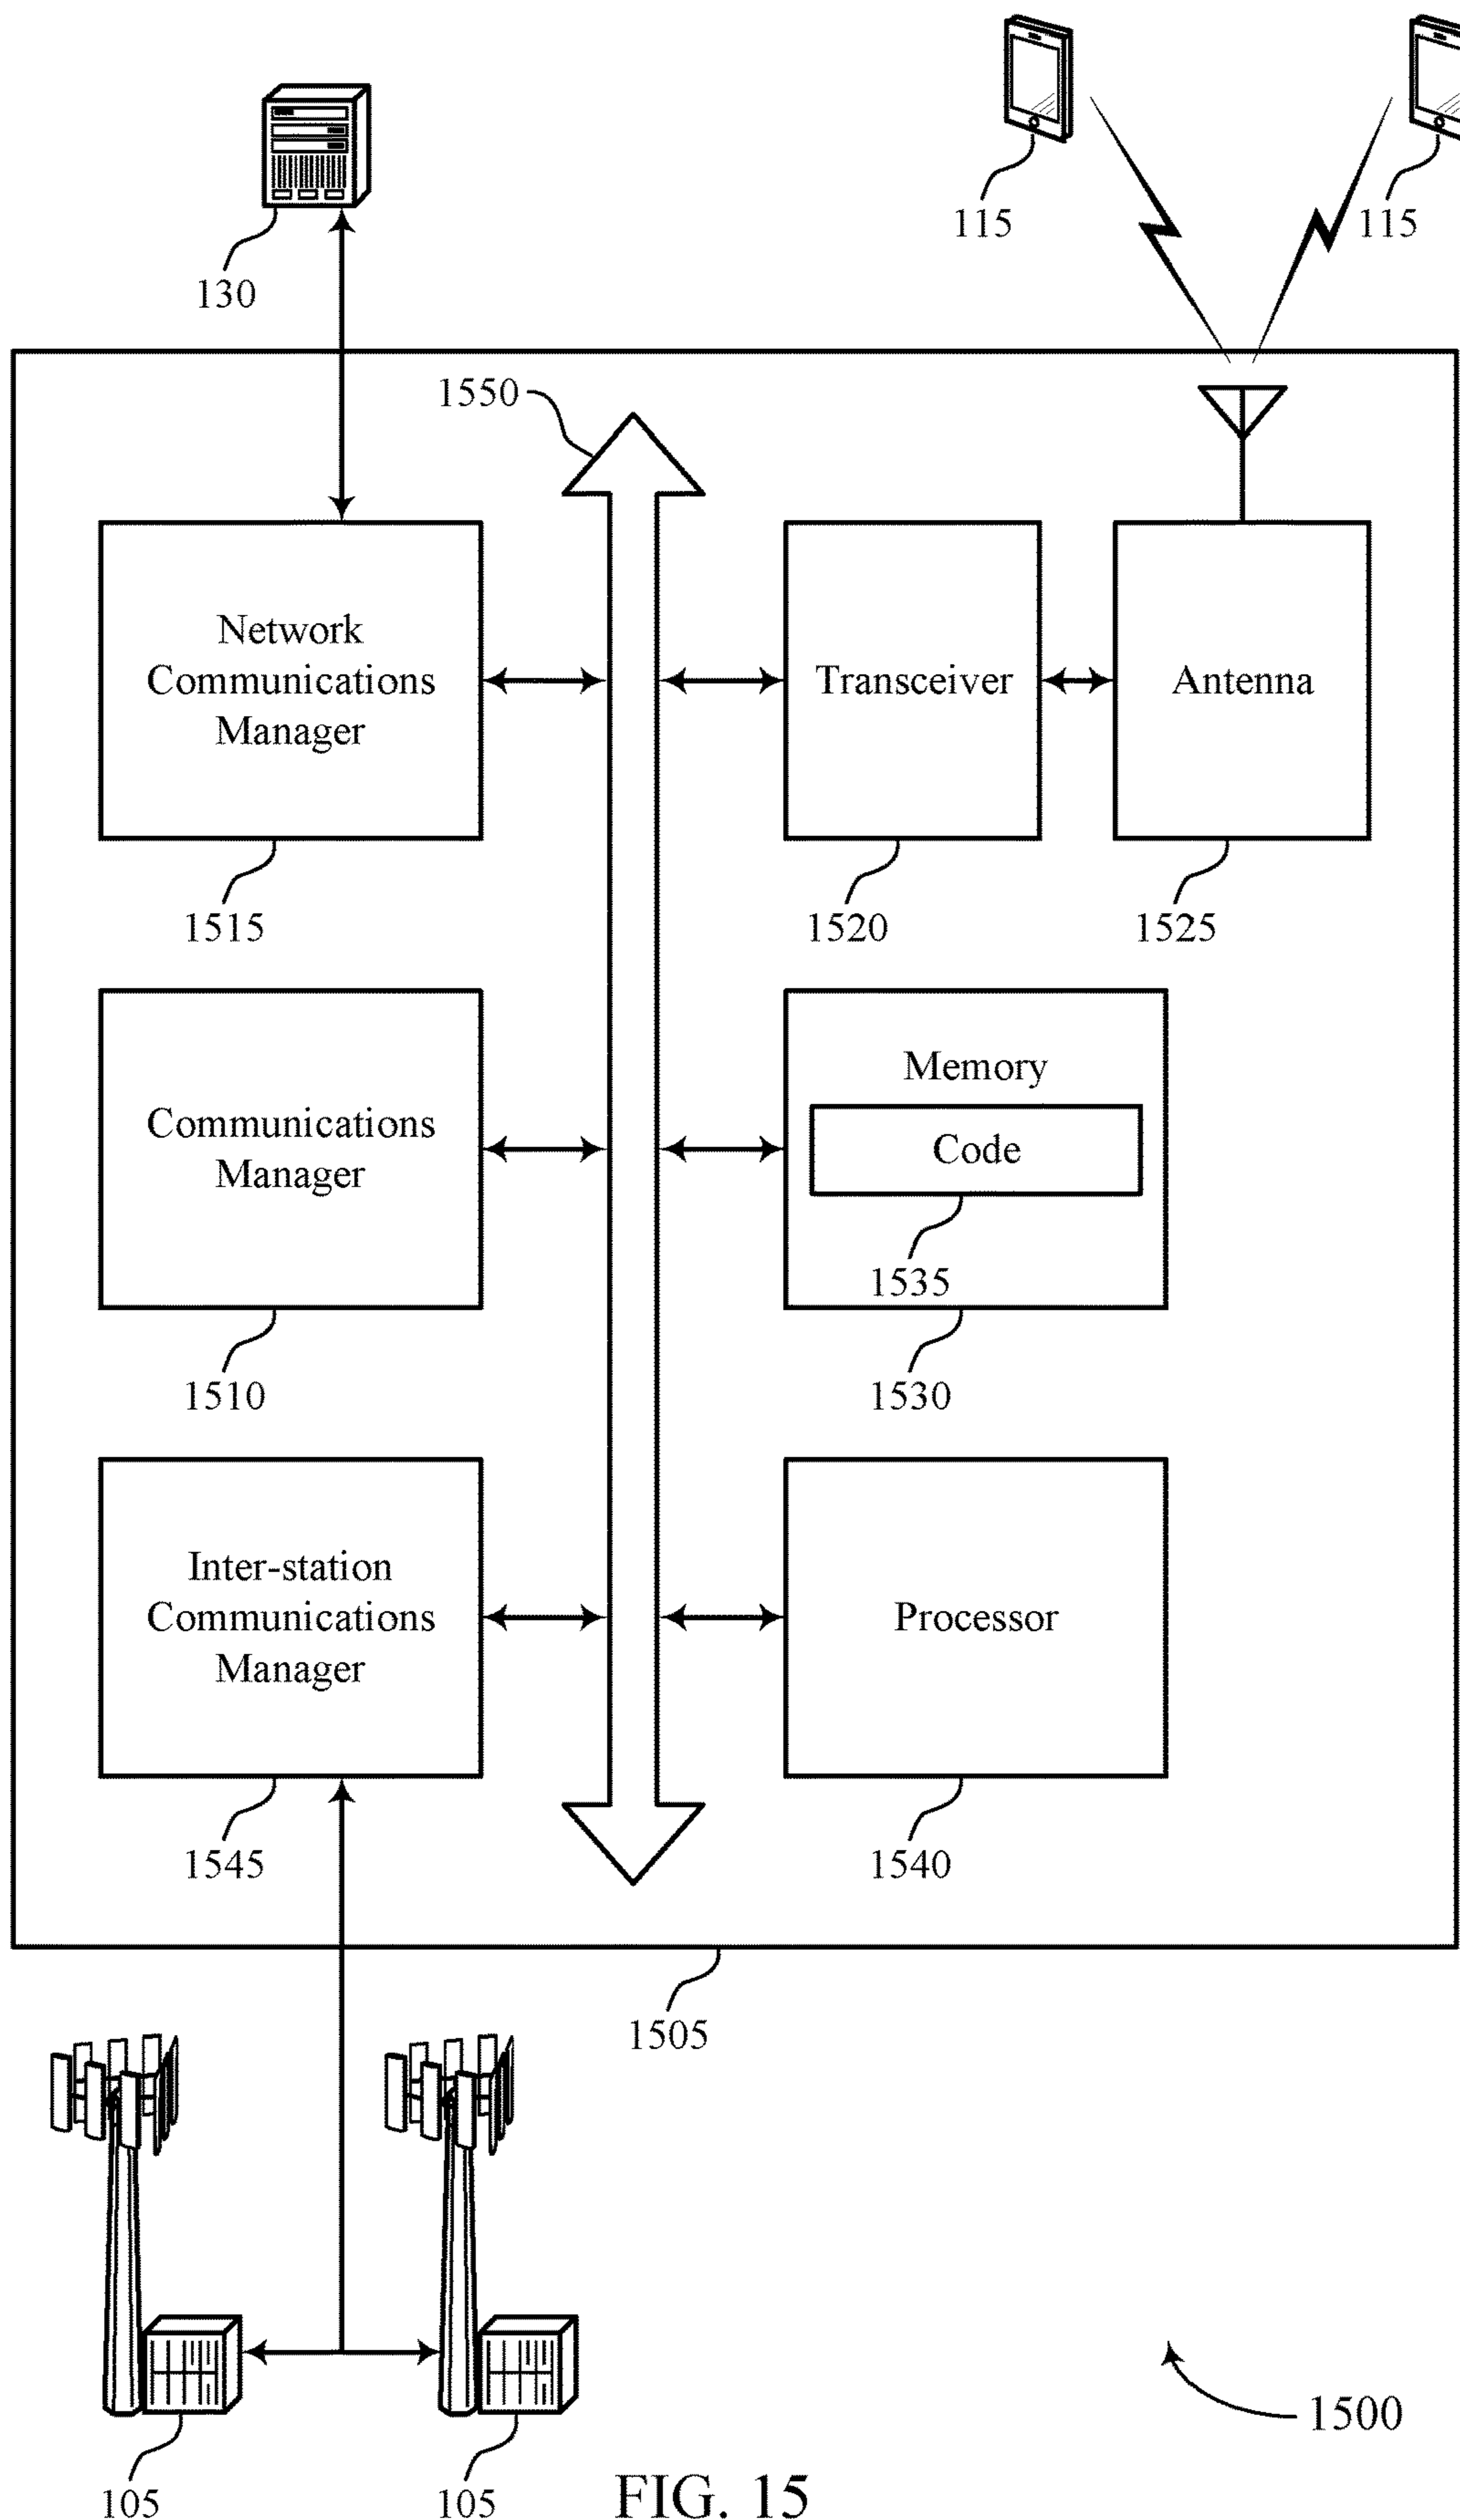 115
115
130
1550
Network
Communications
Manager
Transceiver
Antenna
1515
1520
1525
Communications
Manager
Memory
Code
1535
1510
1530
Inter-station
Communications
Manager
Processor
1545
1540
1505
1500
105
105
FIG. 15